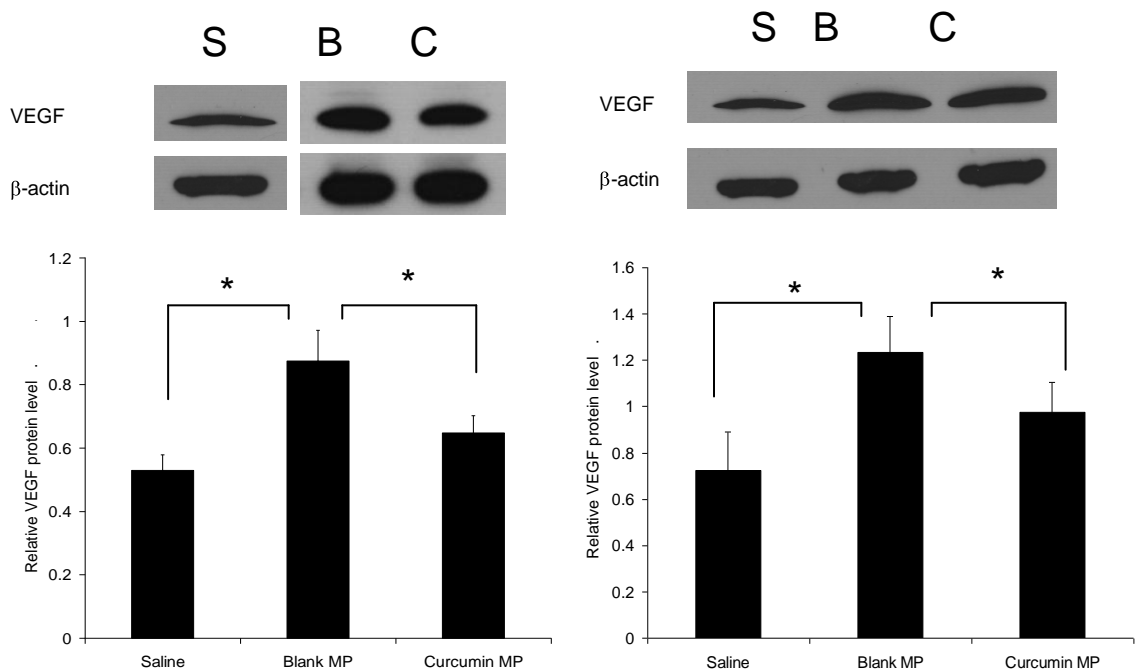 S B C
VEGF
β-actin
Relative VEGF protein level .
1.2
1
0.8
0.6
0.4
0.2
0
*
*
Saline Blank MP Curcumin MP
S B C
VEGF
β-actin
Relative VEGF protein level .
1.6
1.4
1.2
1
0.8
0.6
0.4
0.2
0
*
*
Saline Blank MP Curcumin MP